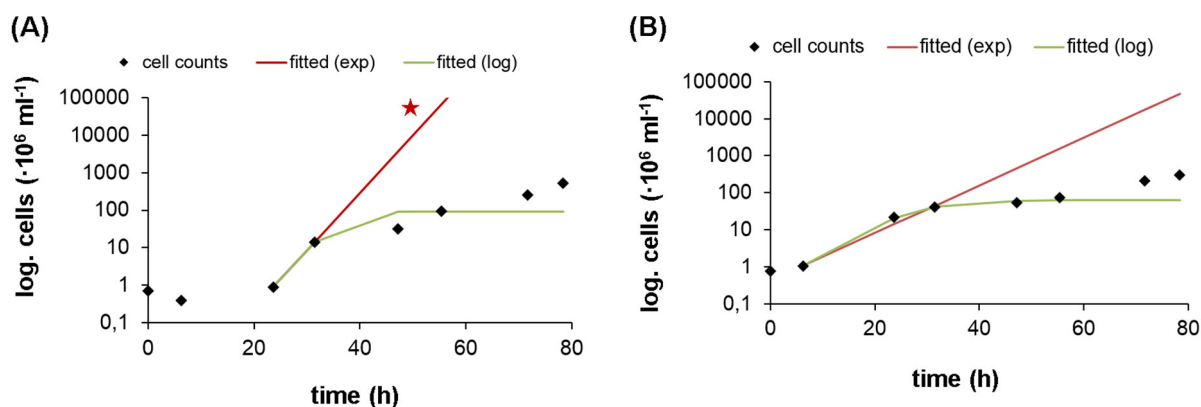 (A)
cell counts fitted (exp) fitted (log)
100000
10000
1000
100
10
1
0,1
0 20 40 60 80
log. cells (·10⁶ ml⁻¹)
time (h)
(B)
cell counts fitted (exp) fitted (log)
100000
10000
1000
100
10
1
0,1
0 20 40 60 80
log. cells (·10⁶ ml⁻¹)
time (h)